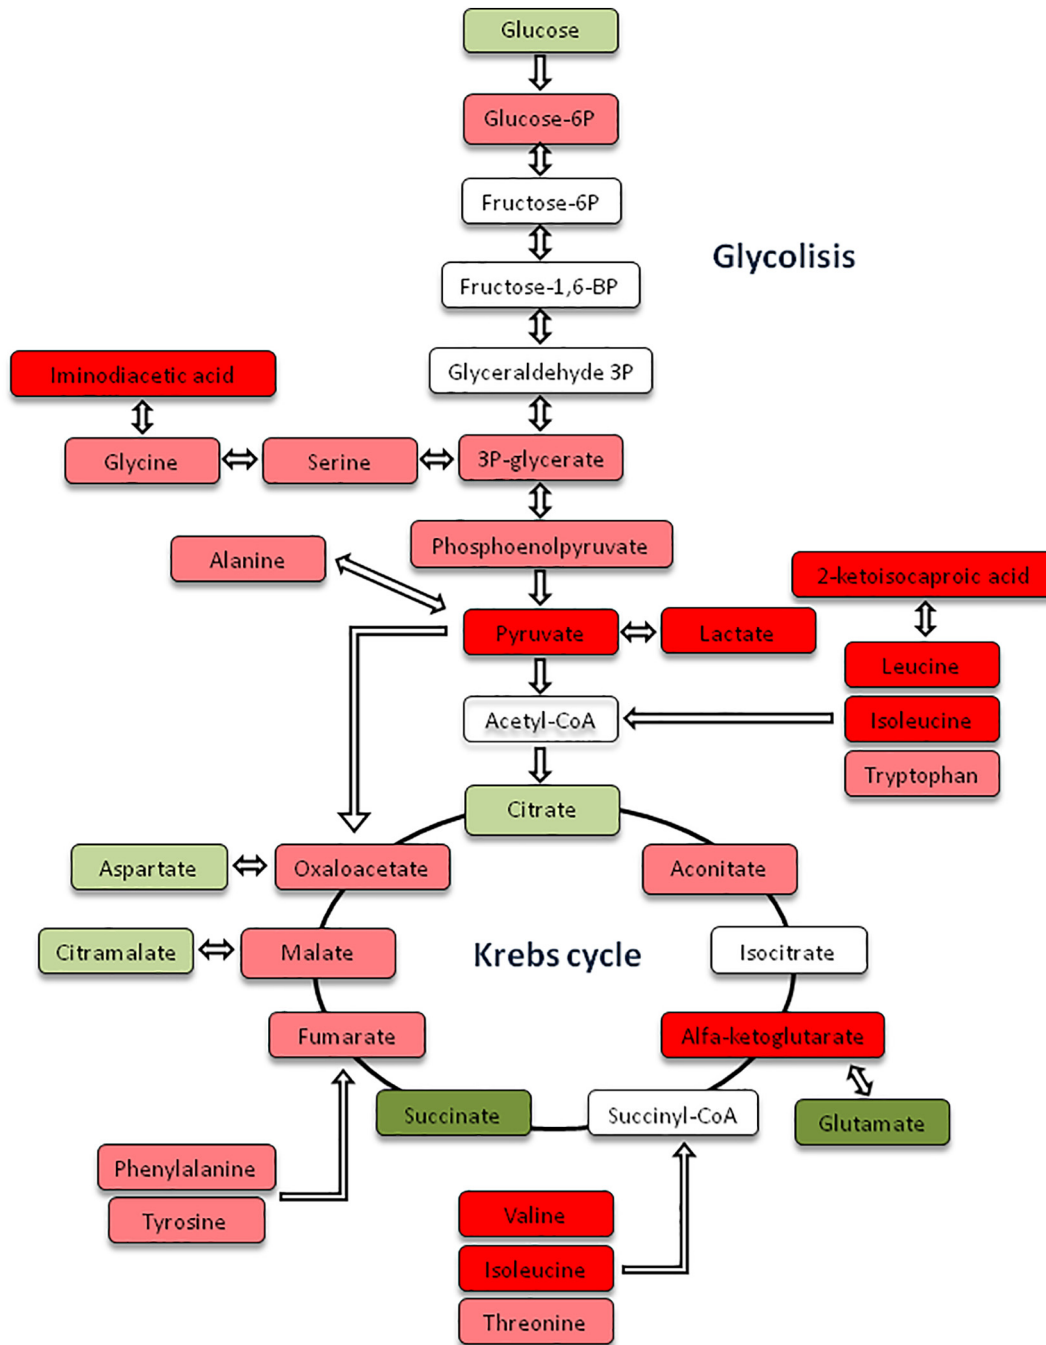 Glucose
Glucose-6P
Fructose-6P
Glycolisis
Fructose-1,6-BP
Iminodiacetic acid
Glyceraldehyde 3P
Glycine
Serine
3P-glycerate
Alanine
Phosphoenolpyruvate
2-ketoisocaproic acid
Pyruvate
Lactate
Leucine
Acetyl-CoA
Isoleucine
Tryptophan
Citrate
Aspartate
Oxaloacetate
Aconitate
Citramalate
Malate
Krebs cycle
Isocitrate
Fumarate
Alfa-ketoglutarate
Succinate
Succinyl-CoA
Glutamate
Phenylalanine
Tyrosine
Valine
Isoleucine
Threonine